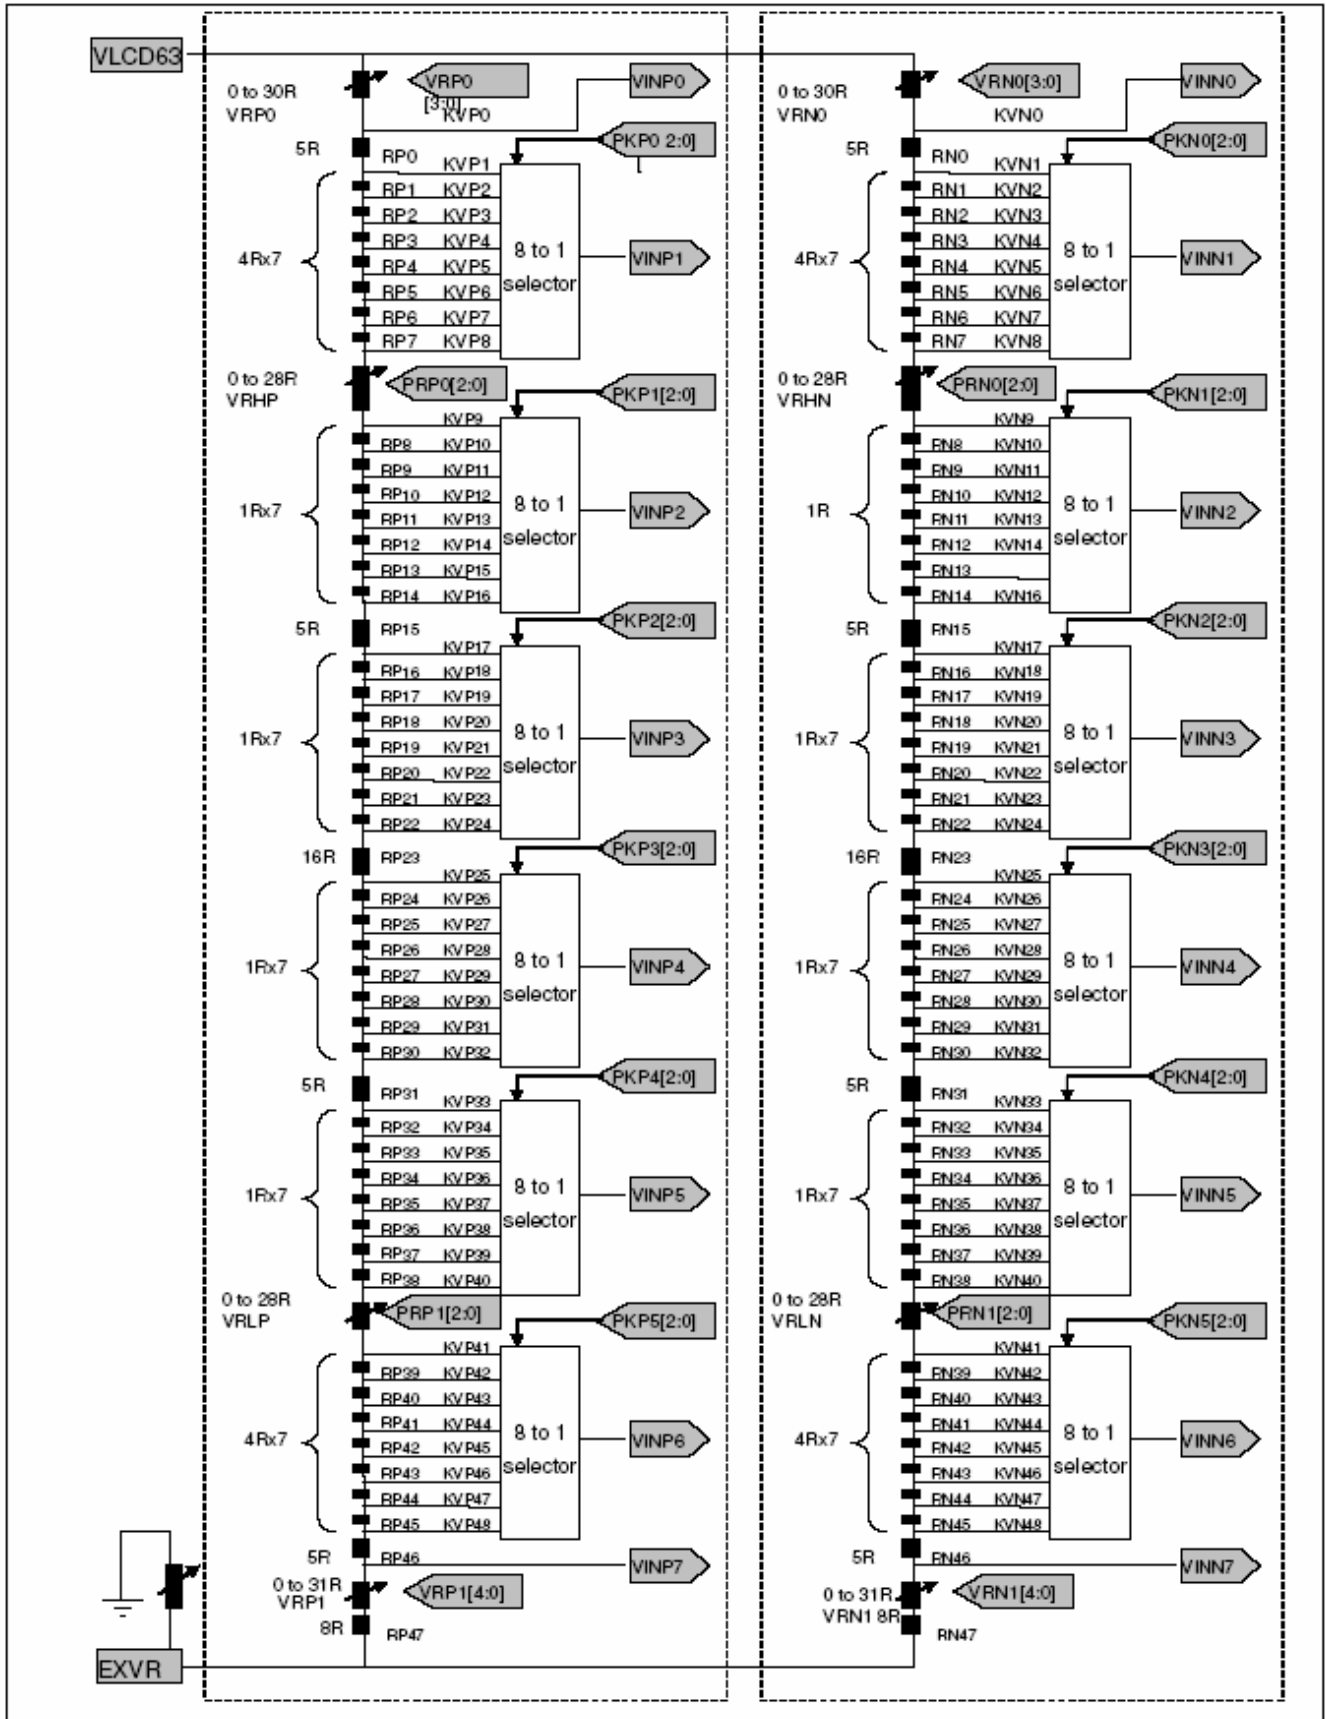 VLCD63
0 to 30R
VRP0
VRP0
[3:0]
KVP0
VINP0
5R
RP0 KVP1
PKP0 2:0]
[
RP1 KVP2
RP2 KVP3
RP3 KVP4
RP4 KVP5
RP5 KVP6
RP6 KVP7
RP7 KVP8
4Rx7
8 to 1
selector
VINP1
0 to 28R
VRHP
PRP0[2:0]
PKP1[2:0]
KVP9
RP8 KVP10
RP9 KVP11
RP10 KVP12
RP11 KVP13
RP12 KVP14
RP13 KVP15
RP14 KVP16
1Rx7
8 to 1
selector
VINP2
5R
RP15
PKP2[2:0]
KVP17
RP16 KVP18
RP17 KVP19
RP18 KVP20
RP19 KVP21
RP20 KVP22
RP21 KVP23
RP22 KVP24
1Rx7
8 to 1
selector
VINP3
16R
RP23
PKP3[2:0]
KVP25
RP24 KVP26
RP25 KVP27
RP26 KVP28
RP27 KVP29
RP28 KVP30
RP29 KVP31
RP30 KVP32
1Rx7
8 to 1
selector
VINP4
5R
RP31
PKP4[2:0]
KVP33
RP32 KVP34
RP33 KVP35
RP34 KVP36
RP35 KVP37
RP36 KVP38
RP37 KVP39
RP38 KVP40
1Rx7
8 to 1
selector
VINP5
0 to 28R
VRLP
PRP1[2:0]
PKP5[2:0]
KVP41
RP39 KVP42
RP40 KVP43
RP41 KVP44
RP42 KVP45
RP43 KVP46
RP44 KVP47
RP45 KVP48
4Rx7
8 to 1
selector
VINP6
5R
RP46
VINP7
0 to 31R
VRP1
VRP1[4:0]
8R
RP47
EXVR
0 to 30R
VRN0
VRN0[3:0]
KVN0
VINN0
5R
RN0 KVN1
PKN0[2:0]
RN1 KVN2
RN2 KVN3
RN3 KVN4
RN4 KVN5
RN5 KVN6
RN6 KVN7
RN7 KVN8
4Rx7
8 to 1
selector
VINN1
0 to 28R
VRHN
PRN0[2:0]
PKN1[2:0]
KVN9
RN8 KVN10
RN9 KVN11
RN10 KVN12
RN11 KVN13
RN12 KVN14
RN13
RN14 KVN16
1R
8 to 1
selector
VINN2
5R
RN15
PKN2[2:0]
KVN17
RN16 KVN18
RN17 KVN19
RN18 KVN20
RN19 KVN21
RN20 KVN22
RN21 KVN23
RN22 KVN24
1Rx7
8 to 1
selector
VINN3
16R
RN23
PKN3[2:0]
KVN25
RN24 KVN26
RN25 KVN27
RN26 KVN28
RN27 KVN29
RN28 KVN30
RN29 KVN31
RN30 KVN32
1Rx7
8 to 1
selector
VINN4
5R
RN31
PKN4[2:0]
KVN33
RN32 KVN34
RN33 KVN35
RN34 KVN36
RN35 KVN37
RN36 KVN38
RN37 KVN39
RN38 KVN40
1Rx7
8 to 1
selector
VINN5
0 to 28R
VRLN
PRN1[2:0]
PKN5[2:0]
KVN41
RN39 KVN42
RN40 KVN43
RN41 KVN44
RN42 KVN45
RN43 KVN46
RN44 KVN47
RN45 KVN48
4Rx7
8 to 1
selector
VINN6
5R
RN46
VINN7
0 to 31R
VRN1 8R
VRN1[4:0]
RN47